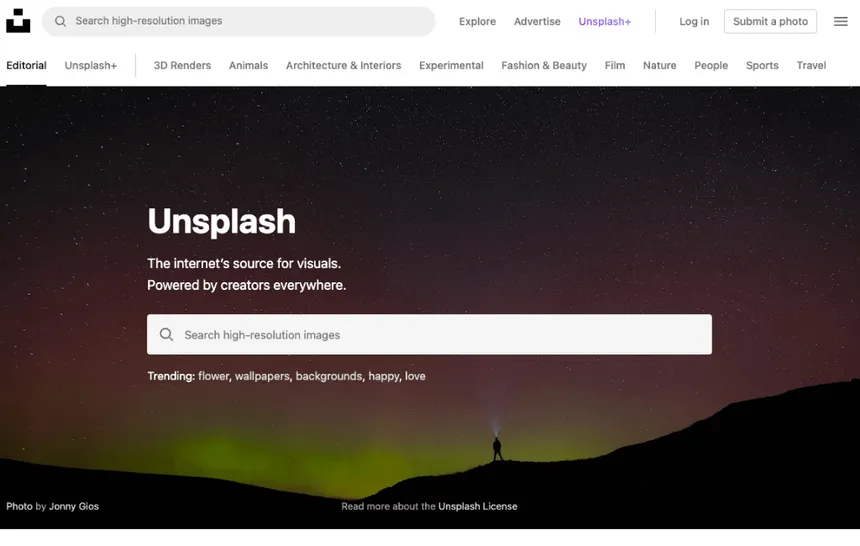 Search high-resolution images
Explore Advertise Unsplash+ Log in Submit a photo
Editorial Unsplash+ 3D Renders Animals Architecture & Interiors Experimental Fashion & Beauty Film Nature People Sports Travel
Unsplash
The internet's source for visuals.
Powered by creators everywhere.
Search high-resolution images
Trending: flower, wallpapers, backgrounds, happy, love
Photo by Jonny Gios
Read more about the Unsplash License